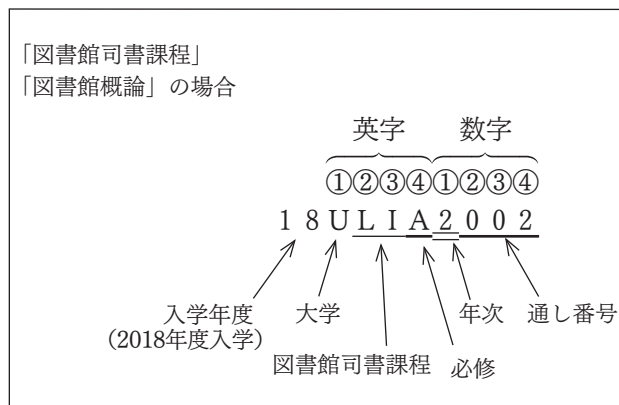 「図書館司書課程」
「図書館概論」の場合
英字 数字
①②③④①②③④
18ULIA2002
入学年度 大学 年次 通し番号
(2018年度入学)
図書館司書課程 必修